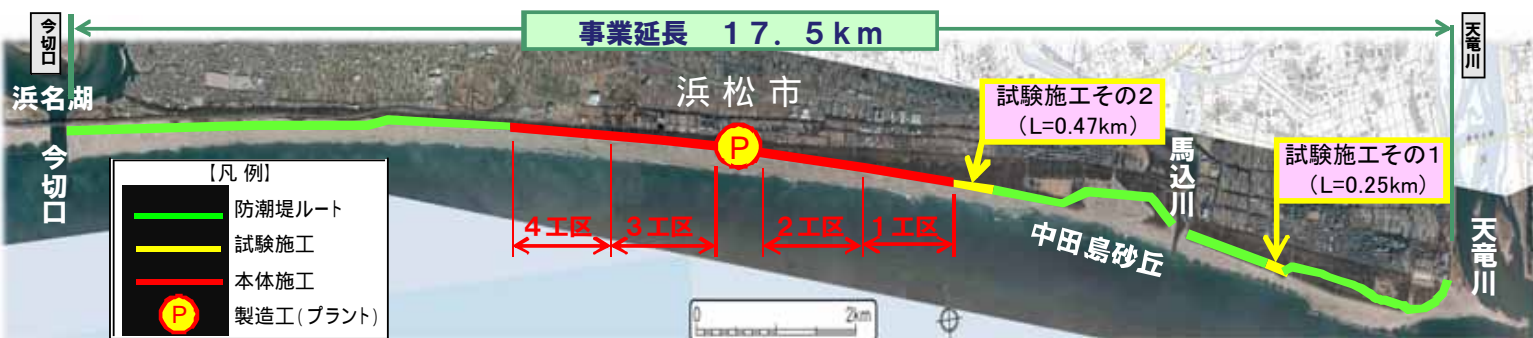 今切口
事業延長 17.5km
天竜川
浜名湖
浜松市
試験施工その2
(L=0.47km)
馬込川
試験施工その1
(L=0.25km)
今切口
P
【凡 例】
防潮堤ルート
試験施工
本体施工
P 製造工(プラント)
4工区
3工区
2工区
1工区
中田島砂丘
天竜川
0 2km